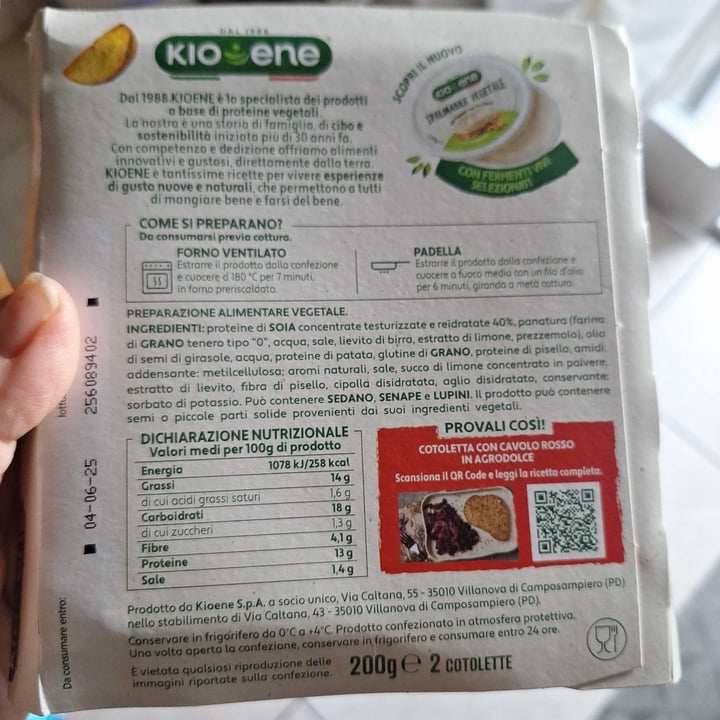 DAL 1988
KIOENE
Dal 1988 KIOENE è lo specialista dei prodotti
a base di proteine vegetali.
La nostra è una storia di famiglia, di cibo e
sostenibilità iniziata più di 30 anni fa.
Con competenza e dedizione offriamo alimenti
innovativi e gustosi, direttamente dalla terra.
KIOENE è tantissime ricette per vivere esperienze
di gusto nuove e naturali, che permettono a tutti
di mangiare bene e farsi del bene.
SCOPRI IL NUOVO
KIOENE
SPALMABILE VEGETALE
CON FERMENTI VIVI
SELEZIONATI
COME SI PREPARANO?
Da consumarsi previa cottura.
FORNO VENTILATO
Estrarre il prodotto dalla confezione
e cuocere a 180 °C per 7 minuti,
in forno preriscaldato.
PADELLA
Estrarre il prodotto dalla confezione e
cuocere a fuoco medio con un filo d'olio
per 6 minuti, girando a metà cottura.
PREPARAZIONE ALIMENTARE VEGETALE.
INGREDIENTI: proteine di SOIA concentrate testurizzate e reidratate 40%, panatura (farina
di GRANO tenero tipo "0", acqua, sale, lievito di birra, estratto di limone, prezzemolo), olio
di semi di girasole, acqua, proteine di patata, glutine di GRANO, proteine di pisello, amidi,
addensante: metilcellulosa; aromi naturali, sale, succo di limone concentrato in polvere,
estratto di lievito, fibra di pisello, cipolla disidratata, aglio disidratato, conservante:
sorbato di potassio. Può contenere SEDANO, SENAPE e LUPINI. Il prodotto può contenere
semi o piccole parti solide provenienti dai suoi ingredienti vegetali.
DICHIARAZIONE NUTRIZIONALE
Valori medi per 100g di prodotto
Energia 1078 kJ/258 kcal
Grassi 14 g
di cui acidi grassi saturi 1,6 g
Carboidrati 18 g
di cui zuccheri 1,3 g
Fibre 4,1 g
Proteine 13 g
Sale 1,4 g
PROVALI COSÌ!
COTOLETTA CON CAVOLO ROSSO
IN AGRODOLCE
Scansiona il QR Code e leggi la ricetta completa.
Prodotto da Kioene S.p.A. a socio unico, Via Caltana, 55 - 35010 Villanova di Camposampiero (PD)
nello stabilimento di Via Caltana, 43 - 35010 Villanova di Camposampiero (PD).
Conservare in frigorifero da 0°C a +4°C. Prodotto confezionato in atmosfera protettiva.
Una volta aperta la confezione, conservare in frigorifero e consumare entro 24 ore.
È vietata qualsiasi riproduzione delle
immagini riportate sulla confezione.
200g e 2 COTOLETTE
Da consumare entro:
04-06-25
lotto
256089402